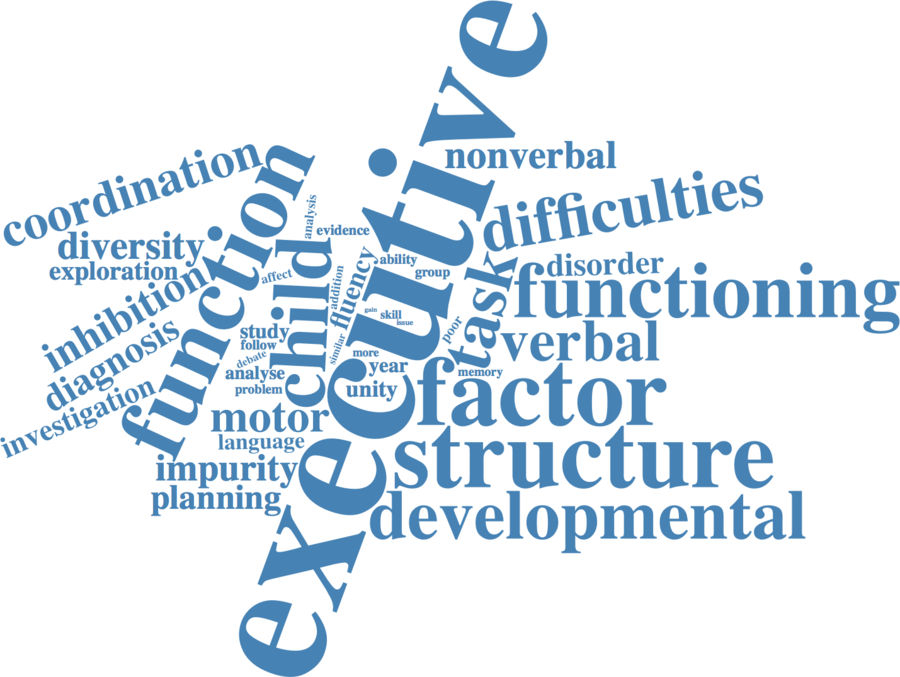 executive
nonverbal
coordination
function
difficulties
analysis
evidence
diversity
child
fluency
ability
disorder
exploration
affect
addition
group
task
functioning
inhibition
gain
skill
issue
study
poor
verbal
follow
similar
diagnosis
debate
more
year
memory
analyse
factor
problem
unity
investigation
motor
language
structure
impurity
planning
developmental